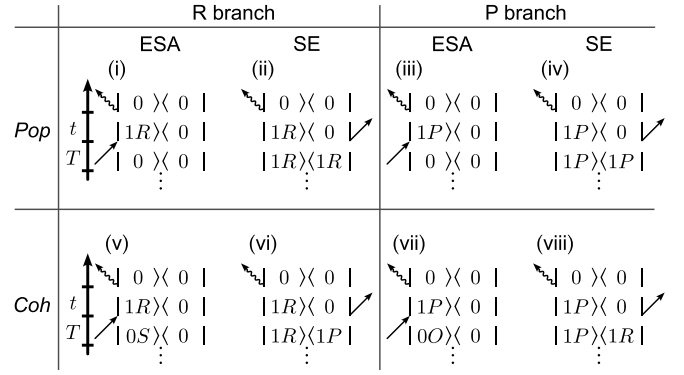 R branch P branch
ESA SE ESA SE
(i) (ii) (iii) (iv)
| 0 ⟩⟨ 0 | | 0 ⟩⟨ 0 | | 0 ⟩⟨ 0 | | 0 ⟩⟨ 0 |
Pop t | 1R ⟩⟨ 0 | | 1R ⟩⟨ 0 | | 1P ⟩⟨ 0 | | 1P ⟩⟨ 0 |
T | 0 ⟩⟨ 0 | | 1R ⟩⟨ 1R | | 0 ⟩⟨ 0 | | 1P ⟩⟨ 1P |
⋮ ⋮ ⋮ ⋮
(v) (vi) (vii) (viii)
| 0 ⟩⟨ 0 | | 0 ⟩⟨ 0 | | 0 ⟩⟨ 0 | | 0 ⟩⟨ 0 |
Coh t | 1R ⟩⟨ 0 | | 1R ⟩⟨ 0 | | 1P ⟩⟨ 0 | | 1P ⟩⟨ 0 |
T | 0S ⟩⟨ 0 | | 1R ⟩⟨ 1P | | 0O ⟩⟨ 0 | | 1P ⟩⟨ 1R |
⋮ ⋮ ⋮ ⋮